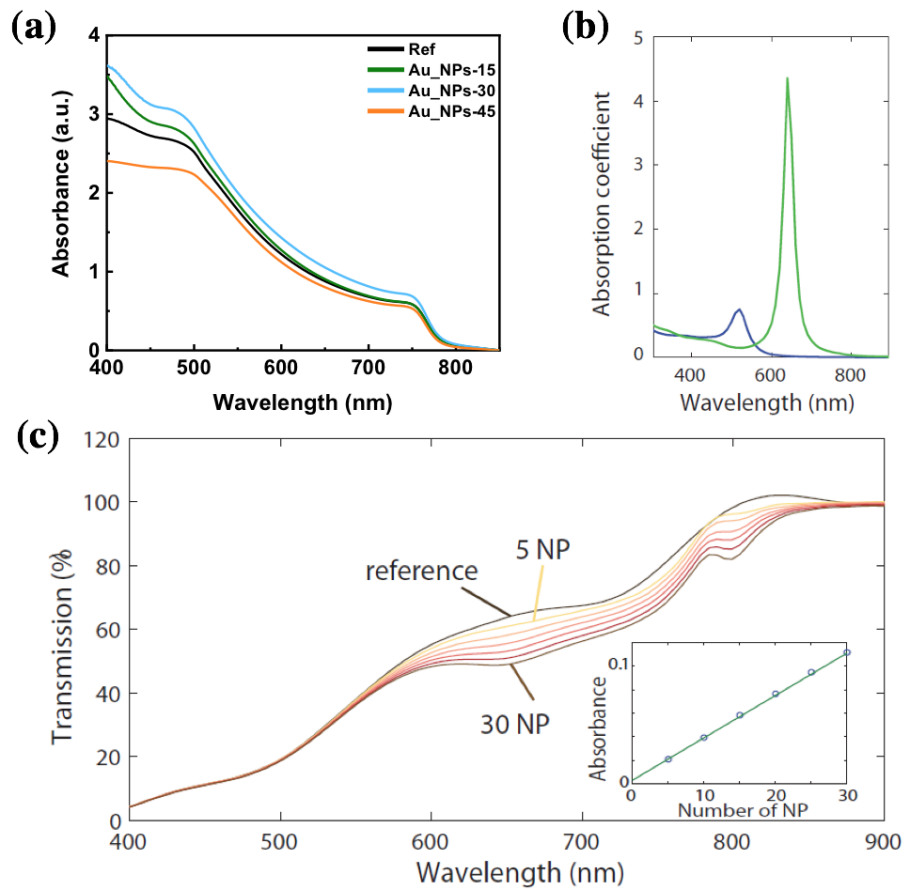 (a)
Absorbance (a.u.)
4
3
2
1
0
Ref
Au_NPs-15
Au_NPs-30
Au_NPs-45
400 500 600 700 800
Wavelength (nm)
(b)
Absorption coefficient
5
4
3
2
1
0
400 600 800
Wavelength (nm)
(c)
Transmission (%
120
100
80
60
40
20
0
reference
5 NP
30 NP
Absorbance
0.1
0
0 10 20 30
Number of NP
400 500 600 700 800 900
Wavelength (nm)